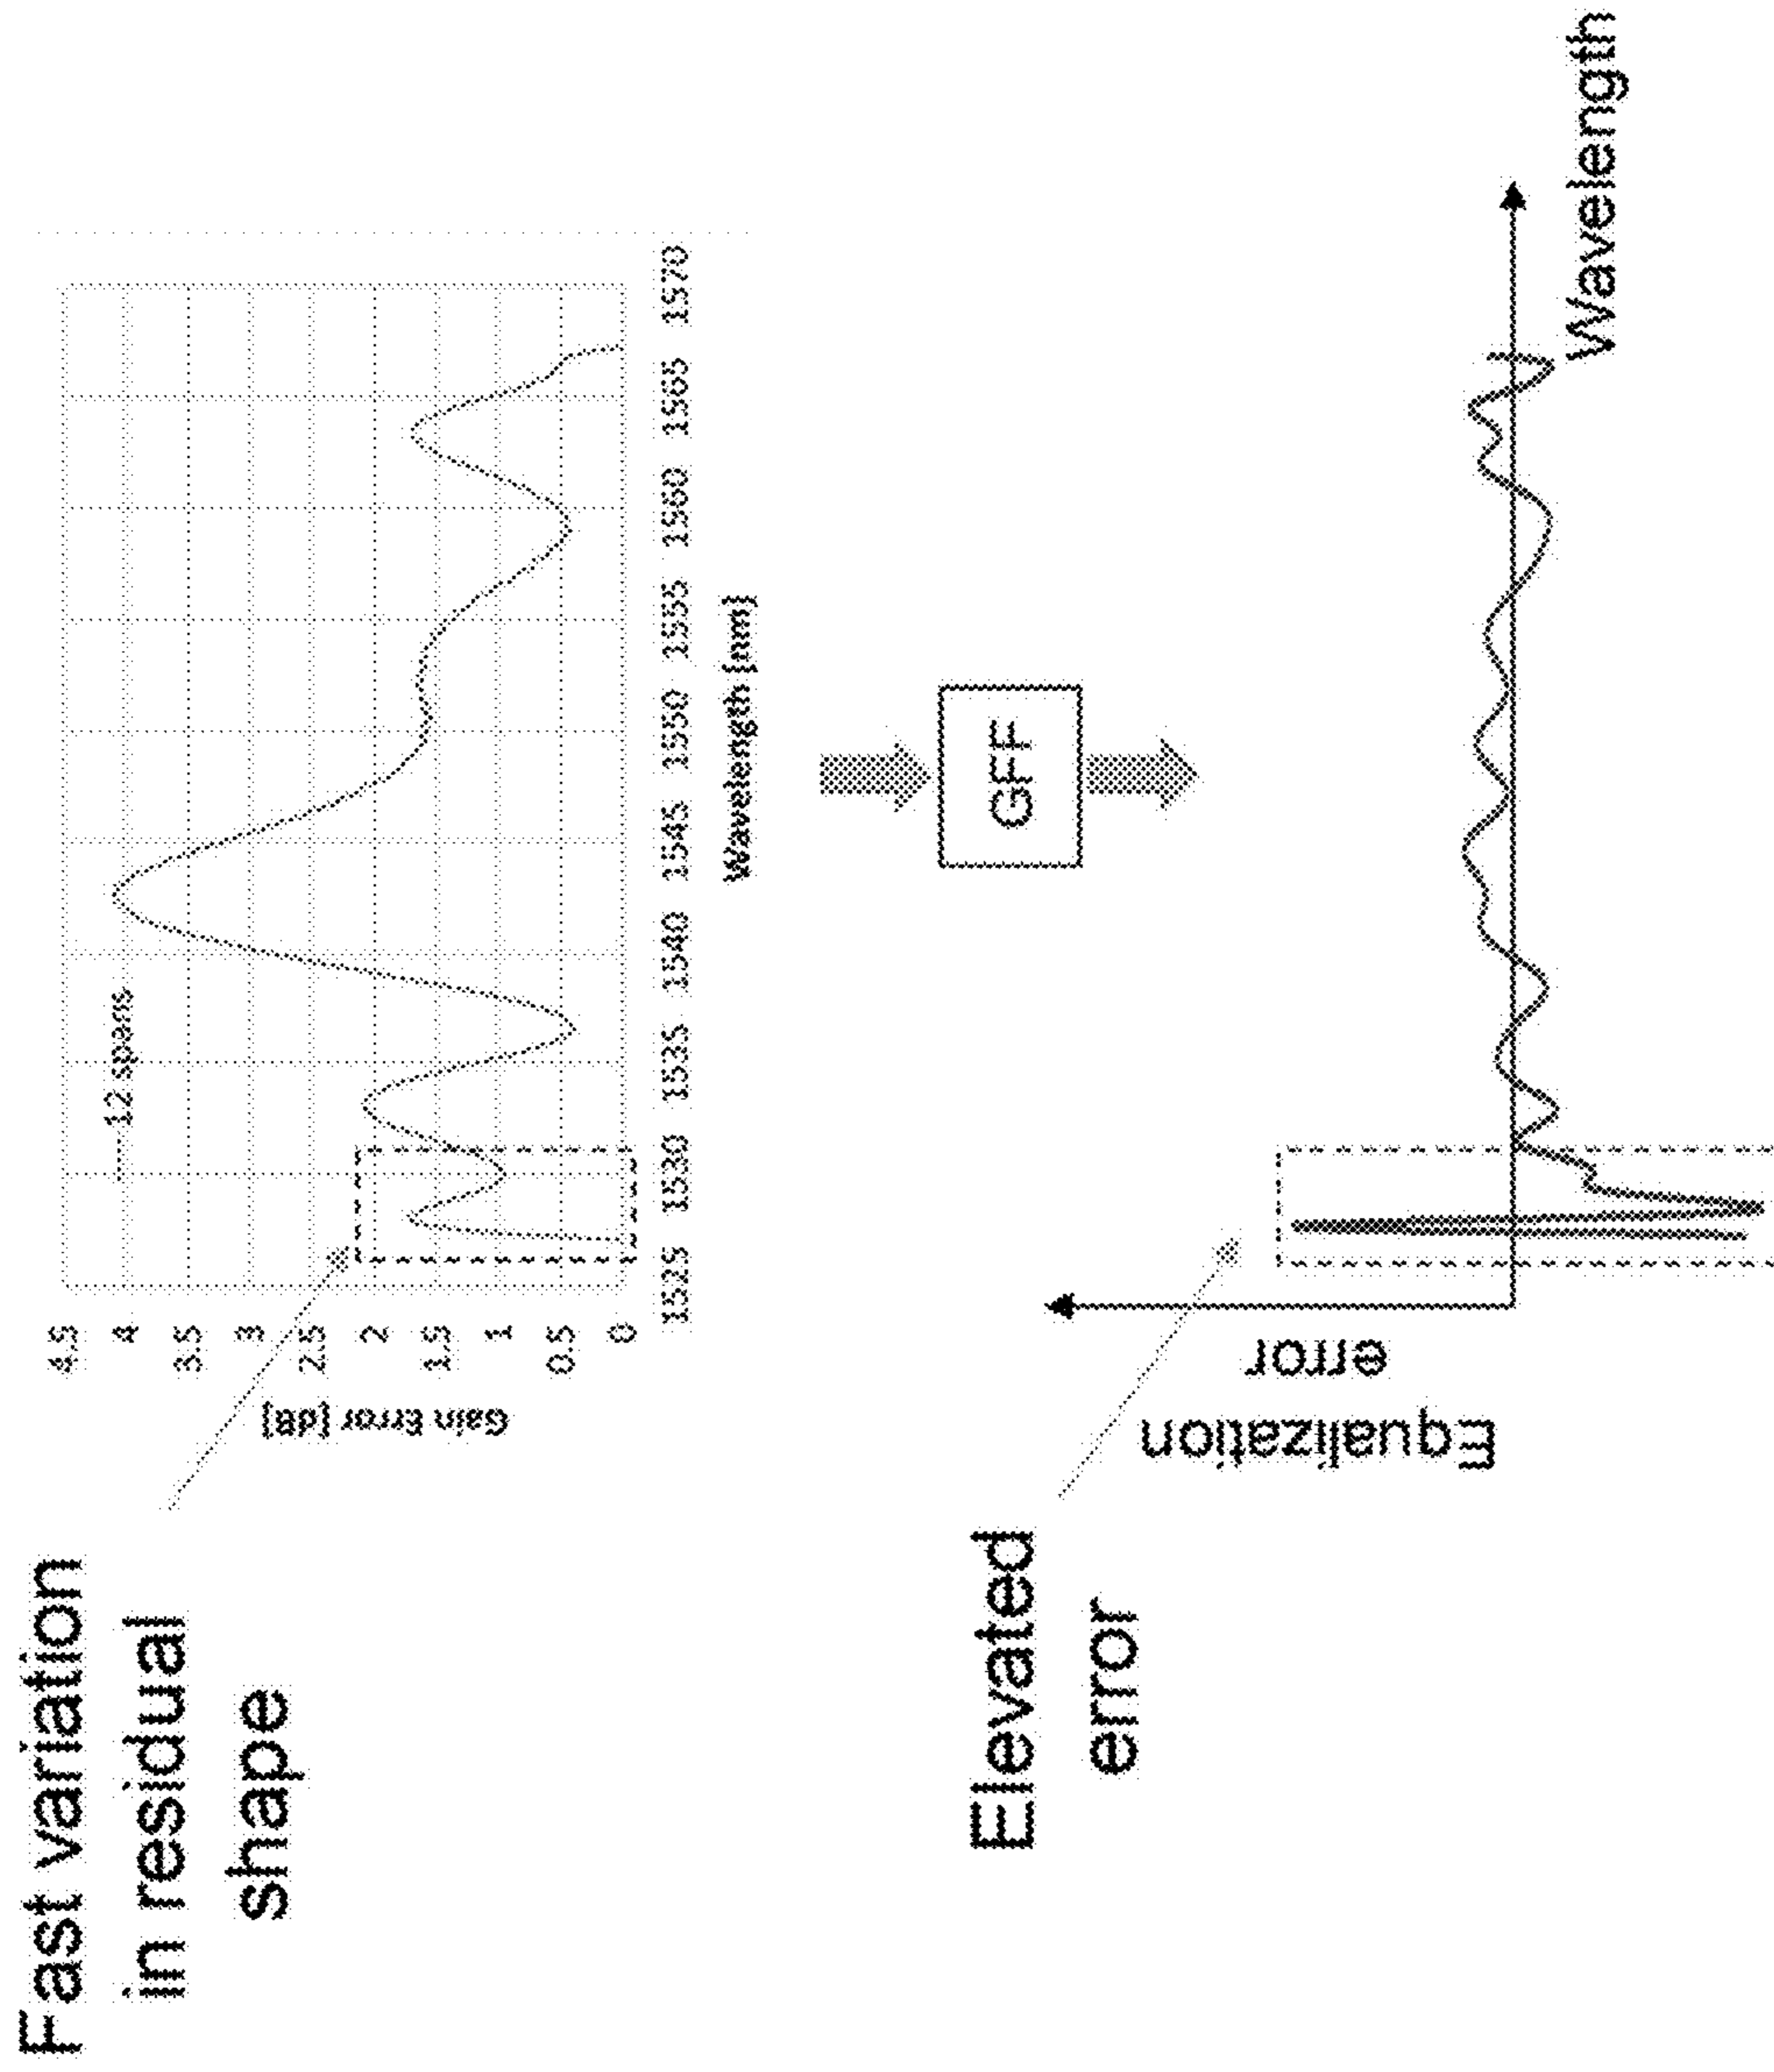 Fast variation
in residual
shape
Gain Error [dB]
4.5
4
3.5
3
2.5
2
1.5
1
0.5
0
12 spans
1525 1530 1535 1540 1545 1550 1555 1560 1565 1570
Wavelength [nm]
GFF
Elevated
error
Equalization
error
Wavelength